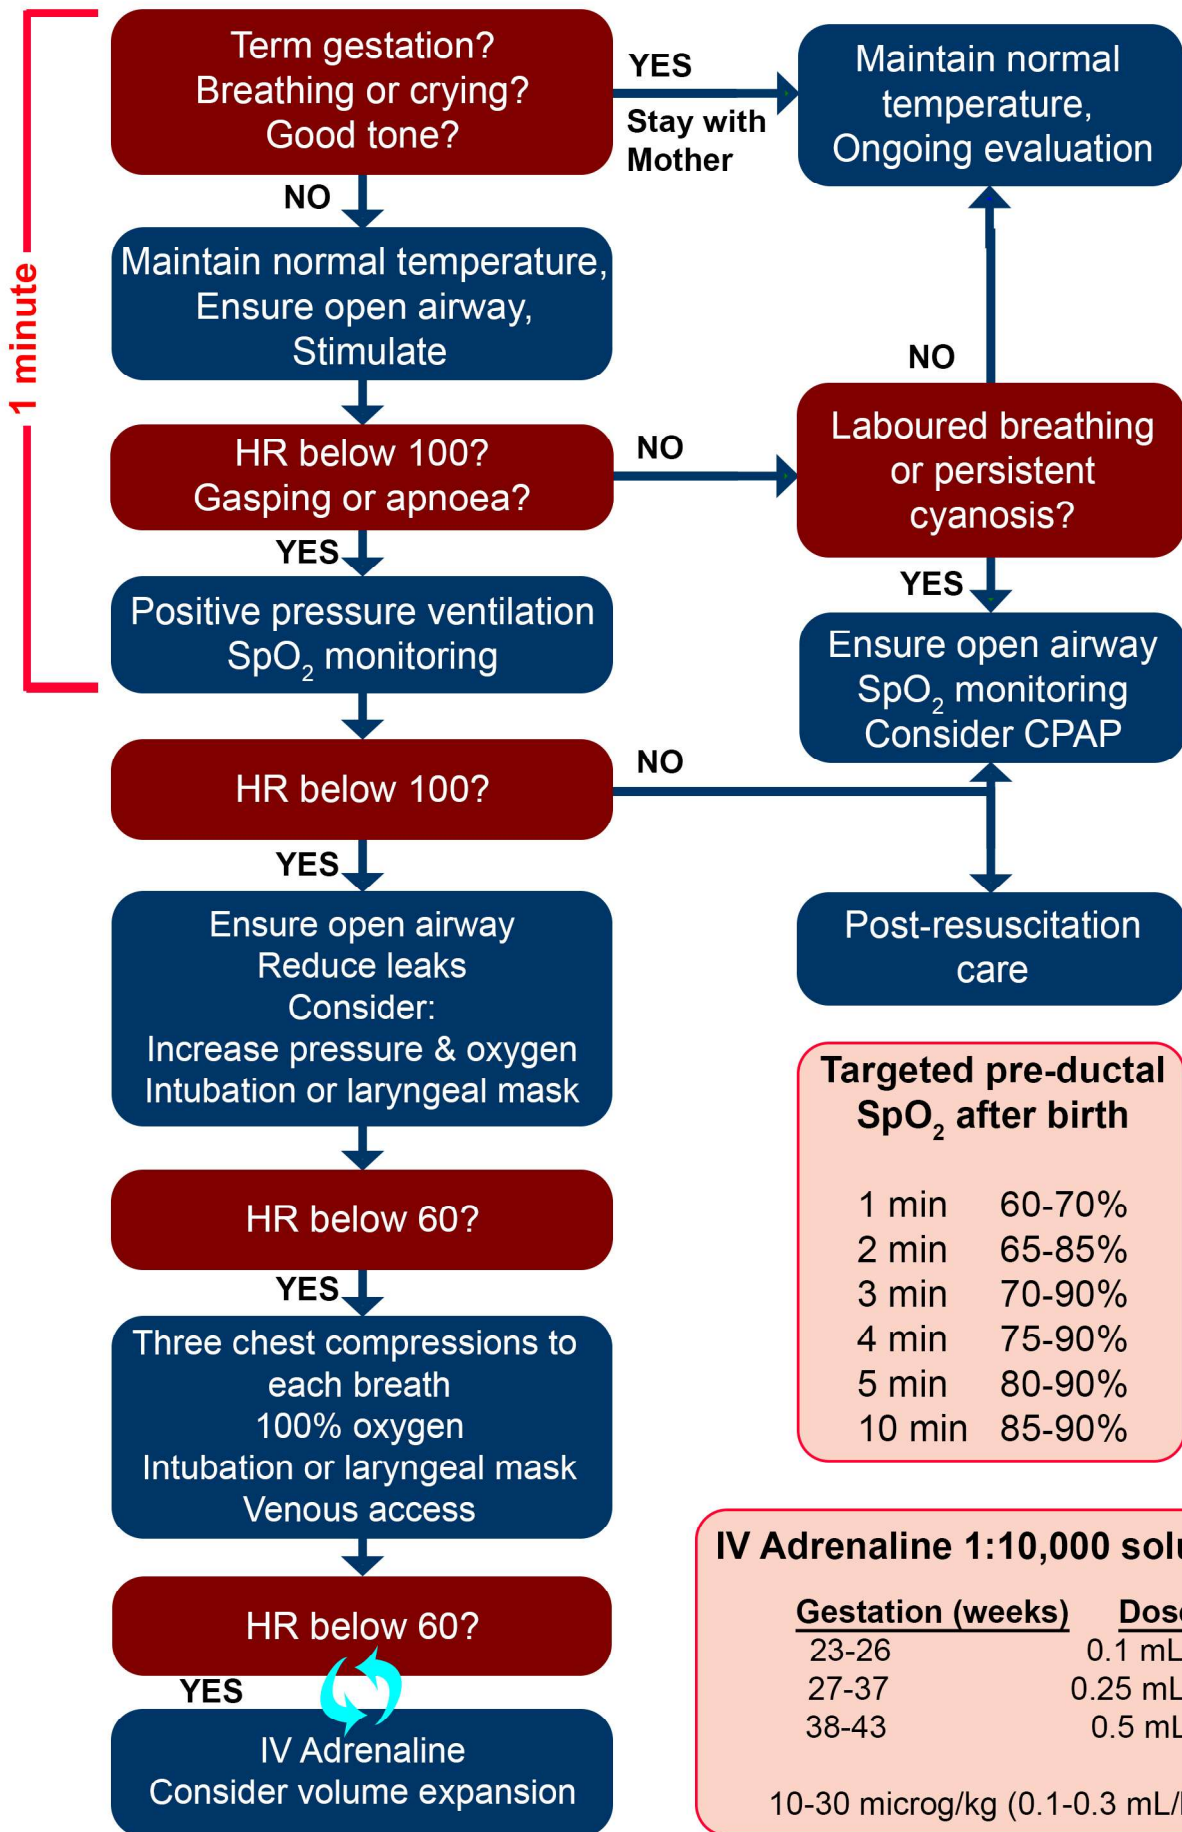 1 minute
Term gestation?
Breathing or crying?
Good tone?
YES
Stay with
Mother
Maintain normal
temperature,
Ongoing evaluation
NO
Maintain normal temperature,
Ensure open airway,
Stimulate
HR below 100?
Gasping or apnoea?
NO
Laboured breathing
or persistent
cyanosis?
NO
YES
YES
Positive pressure ventilation
SpO₂ monitoring
Ensure open airway
SpO₂ monitoring
Consider CPAP
HR below 100?
NO
YES
Ensure open airway
Reduce leaks
Consider:
Increase pressure & oxygen
Intubation or laryngeal mask
Post-resuscitation
care
HR below 60?
YES
Three chest compressions to
each breath
100% oxygen
Intubation or laryngeal mask
Venous access
HR below 60?
YES
IV Adrenaline
Consider volume expansion
Targeted pre-ductal
SpO₂ after birth
1 min 60-70%
2 min 65-85%
3 min 70-90%
4 min 75-90%
5 min 80-90%
10 min 85-90%
IV Adrenaline 1:10,000
Gestation (weeks) Dose
23-26 0.1 mL
27-37 0.25 mL
38-43 0.5 mL
10-30 microg/kg (0.1-0.3 mL/